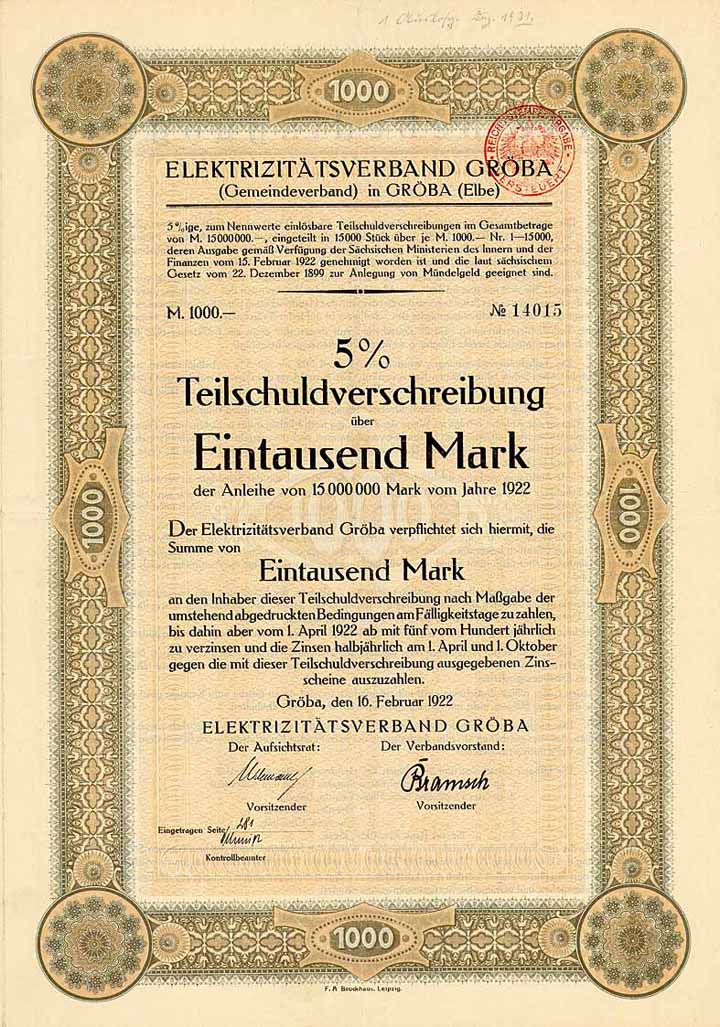 1000
REICHSSTEMPELABGABE
VERSTEUERT
ELEKTRIZITÄTSVERBAND GRÖBA
(Gemeindeverband) in GRÖBA (Elbe)
5%ige, zum Nennwerte einlösbare Teilschuldverschreibungen im Gesamtbetrage
von M. 15000000.—, eingeteilt in 15000 Stück über je M. 1000.— Nr. 1—15000,
deren Ausgabe gemäß Verfügung der Sächsischen Ministerien des Innern und der
Finanzen vom 15. Februar 1922 genehmigt worden ist und die laut sächsischem
Gesetz vom 22. Dezember 1899 zur Anlegung von Mündelgeld geeignet sind.
M. 1000.— № 14015
5%
Teilschuldverschreibung
über
Eintausend Mark
der Anleihe von 15 000 000 Mark vom Jahre 1922
1000
1000
Der Elektrizitätsverband Gröba verpflichtet sich hiermit, die
Summe von
Eintausend Mark
an den Inhaber dieser Teilschuldverschreibung nach Maßgabe der
umstehend abgedruckten Bedingungen am Fälligkeitstage zu zahlen,
bis dahin aber vom 1. April 1922 ab mit fünf vom Hundert jährlich
zu verzinsen und die Zinsen halbjährlich am 1. April und 1. Oktober
gegen die mit dieser Teilschuldverschreibung ausgegebenen Zins-
scheine auszuzahlen.
Gröba, den 16. Februar 1922
ELEKTRIZITÄTSVERBAND GRÖBA
Der Aufsichtsrat: Der Verbandsvorstand:
Bramsch
Vorsitzender Vorsitzender
Eingetragen Seite 281
Kontrollbeamter
1000
F. A. Brockhaus, Leipzig.